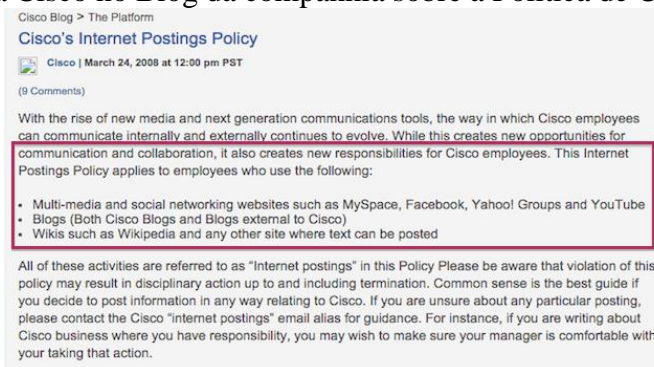 a Cisco no Blog da companhia sobre a Política de C
Cisco Blog > The Platform
Cisco's Internet Postings Policy
Cisco | March 24, 2008 at 12:00 pm PST
(9 Comments)
With the rise of new media and next generation communications tools, the way in which Cisco employees
can communicate internally and externally continues to evolve. While this creates new opportunities for
communication and collaboration, it also creates new responsibilities for Cisco employees. This Internet
Postings Policy applies to employees who use the following:
• Multi-media and social networking websites such as MySpace, Facebook, Yahoo! Groups and YouTube
• Blogs (Both Cisco Blogs and Blogs external to Cisco)
• Wikis such as Wikipedia and any other site where text can be posted
All of these activities are referred to as "Internet postings" in this Policy Please be aware that violation of this
policy may result in disciplinary action up to and including termination. Common sense is the best guide if
you decide to post information in any way relating to Cisco. If you are unsure about any particular posting,
please contact the Cisco "internet postings" email alias for guidance. For instance, if you are writing about
Cisco business where you have responsibility, you may wish to make sure your manager is comfortable with
your taking that action.